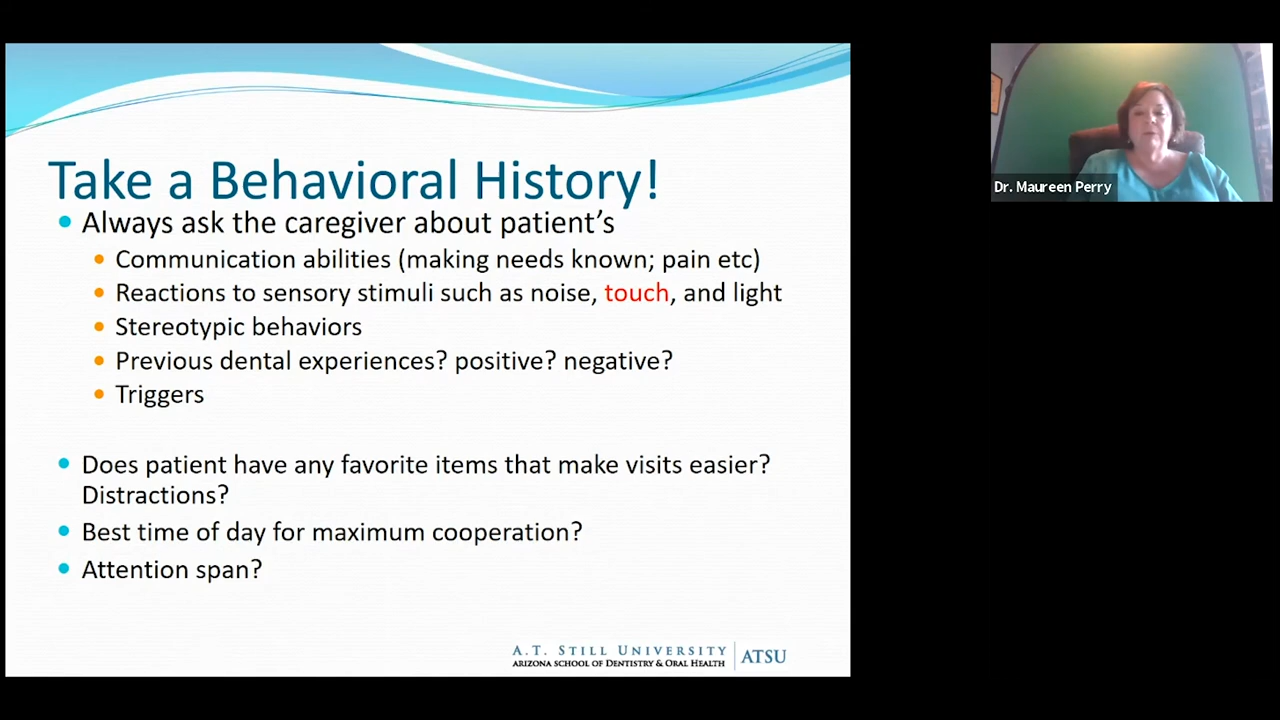 Take a Behavioral History!
Always ask the caregiver about patient's
Communication abilities (making needs known; pain etc)
Reactions to sensory stimuli such as noise, touch, and light
Stereotypic behaviors
Previous dental experiences? positive? negative?
Triggers
Does patient have any favorite items that make visits easier?
Distractions?
Best time of day for maximum cooperation?
Attention span?
A.T. STILL UNIVERSITY
ARIZONA SCHOOL OF DENTISTRY & ORAL HEALTH
ATSU
Dr. Maureen Perry